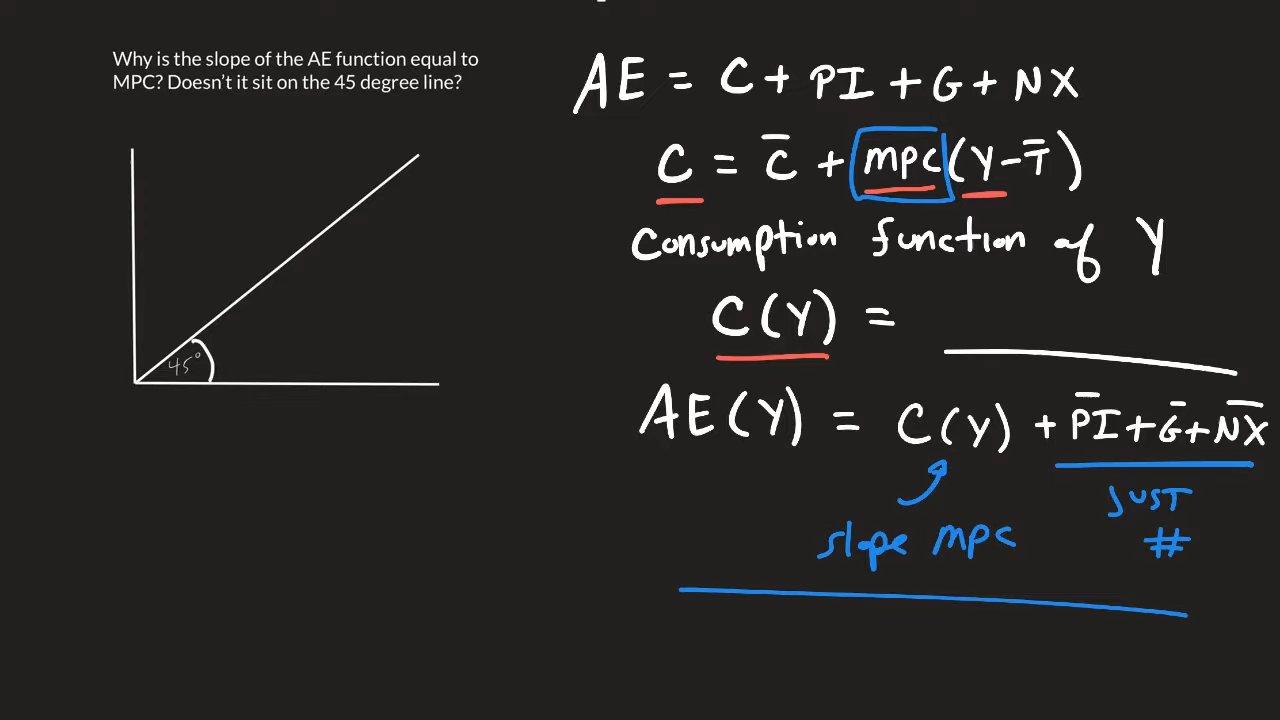 Why is the slope of the AE function equal to
MPC? Doesn't it sit on the 45 degree line?
45°
AE = C + PI + G + NX
C = C̅ + mpc(Y - T̅)
Consumption function of Y
C(Y) =
AE(Y) = C(Y) + P̅I̅ + G̅ + N̅X̅
slope mpc
JUST
#